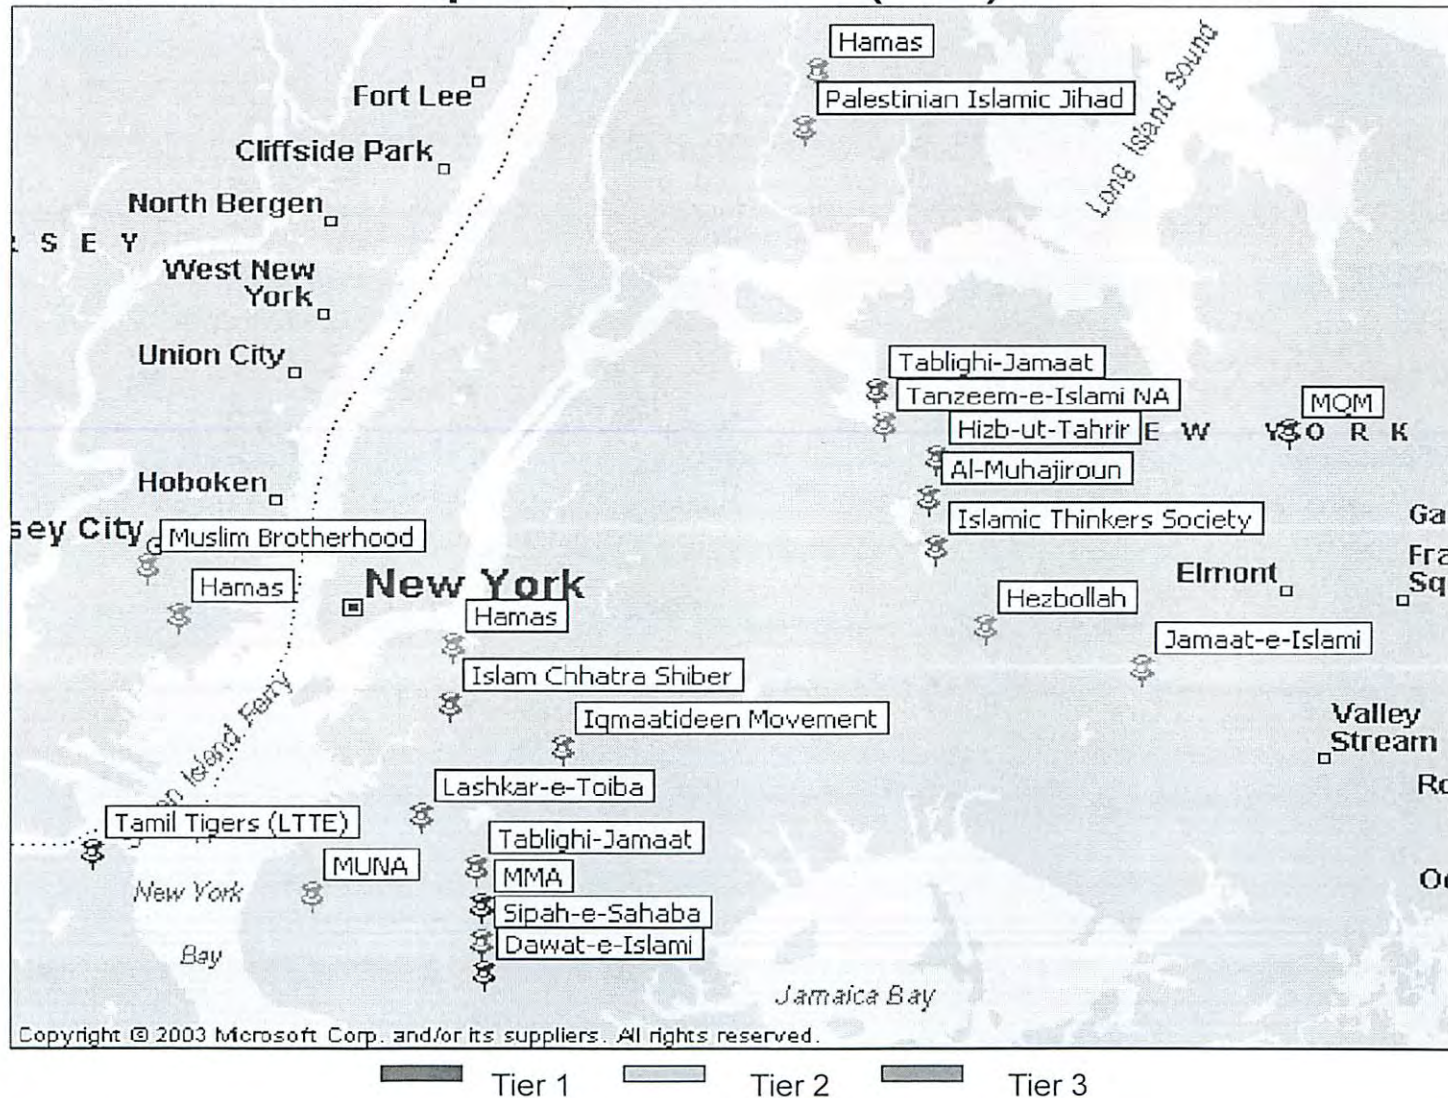 Hamas
Palestinian Islamic Jihad
Long Island Sound
Fort Lee
Cliffside Park
North Bergen
S E Y
West New
York
Union City
Tablighi-Jamaat
Tanzeem-e-Islami NA
MQM
Hizb-ut-Tahrir E W Y O R K
Hoboken
Al-Muhajiroun
sey City
Muslim Brotherhood
Islamic Thinkers Society
Ga
Fra
Sq
Elmont
Hamas
New York
Hamas
Hezbollah
Jamaat-e-Islami
Islam Chhatra Shiber
Iqmaatideen Movement
Valley
Stream
Island Ferry
Lashkar-e-Toiba
Ro
Tamil Tigers (LTTE)
Tablighi-Jamaat
MUNA
MMA
New York
Bay
Sipah-e-Sahaba
Dawat-e-Islami
Jamaica Bay
Copyright © 2003 Microsoft Corp. and/or its suppliers. All rights reserved.
Tier 1 Tier 2 Tier 3